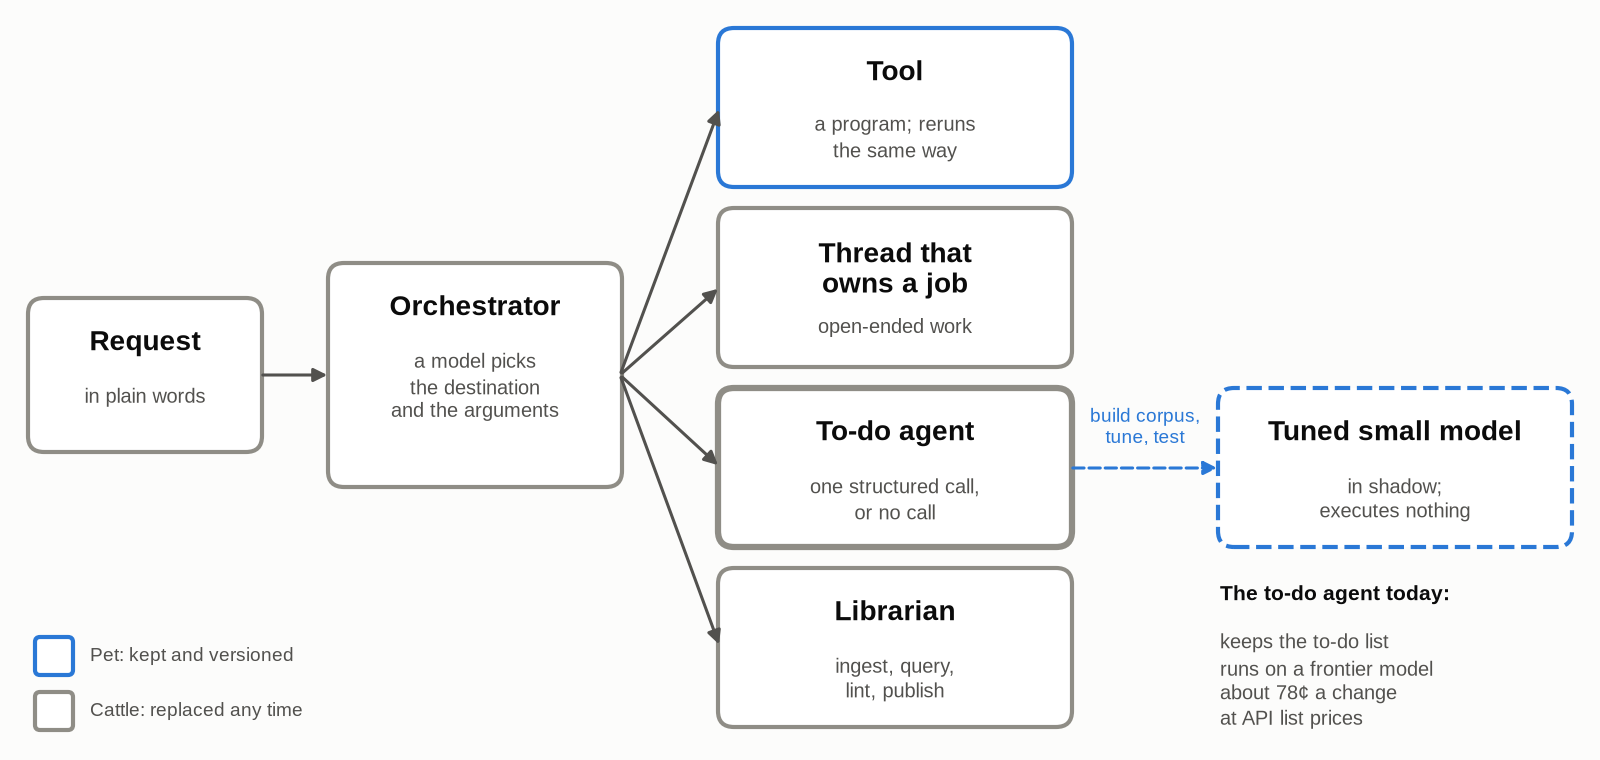 Tool
a program; reruns
the same way
Thread that
owns a job
open-ended work
Request
in plain words
Orchestrator
a model picks
the destination
and the arguments
To-do agent
one structured call,
or no call
build corpus,
tune, test
Tuned small model
in shadow;
executes nothing
Librarian
ingest, query,
lint, publish
The to-do agent today:
keeps the to-do list
runs on a frontier model
about 78¢ a change
at API list prices
Pet: kept and versioned
Cattle: replaced any time